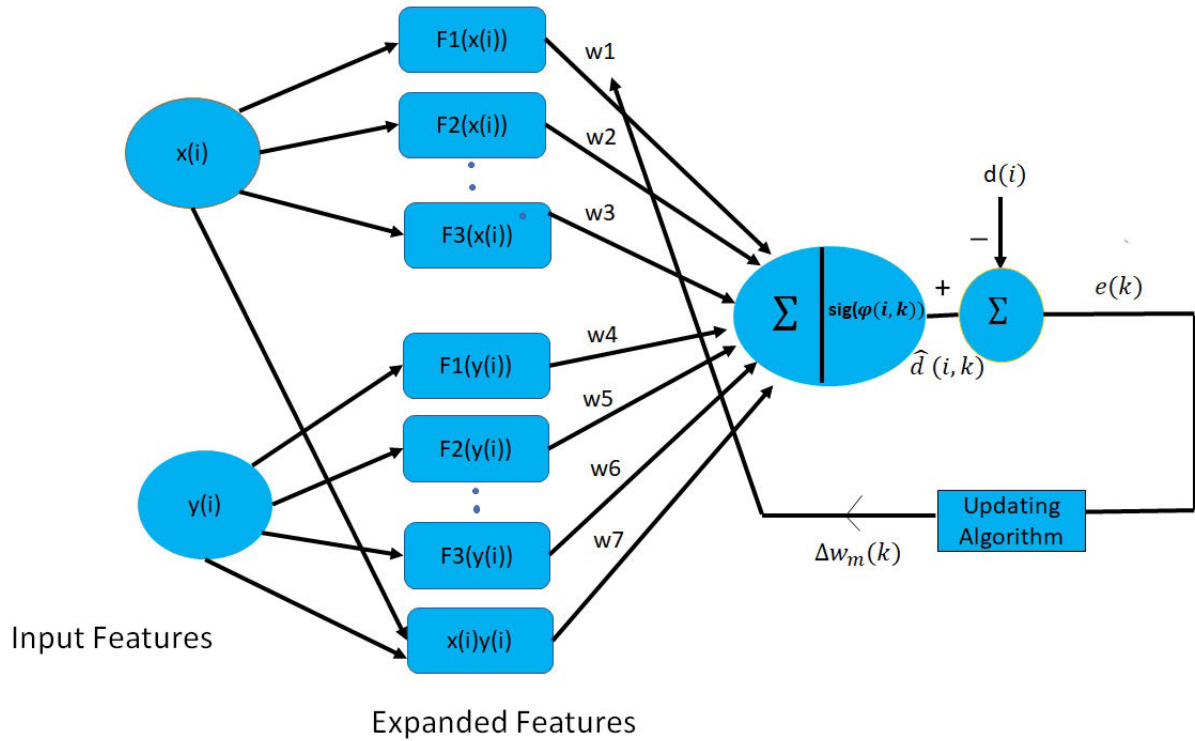 F1(x(i))
w1
F2(x(i))
w2
x(i)
d(i)
F3(x(i))
w3
−
e(k)
+
Σ
sig(φ(i,k))
Σ
w4
F1(y(i))
d̂ (i,k)
w5
F2(y(i))
w6
y(i)
Updating
Algorithm
F3(y(i))
w7
Δw_m(k)
Input Features
x(i)y(i)
Expanded Features